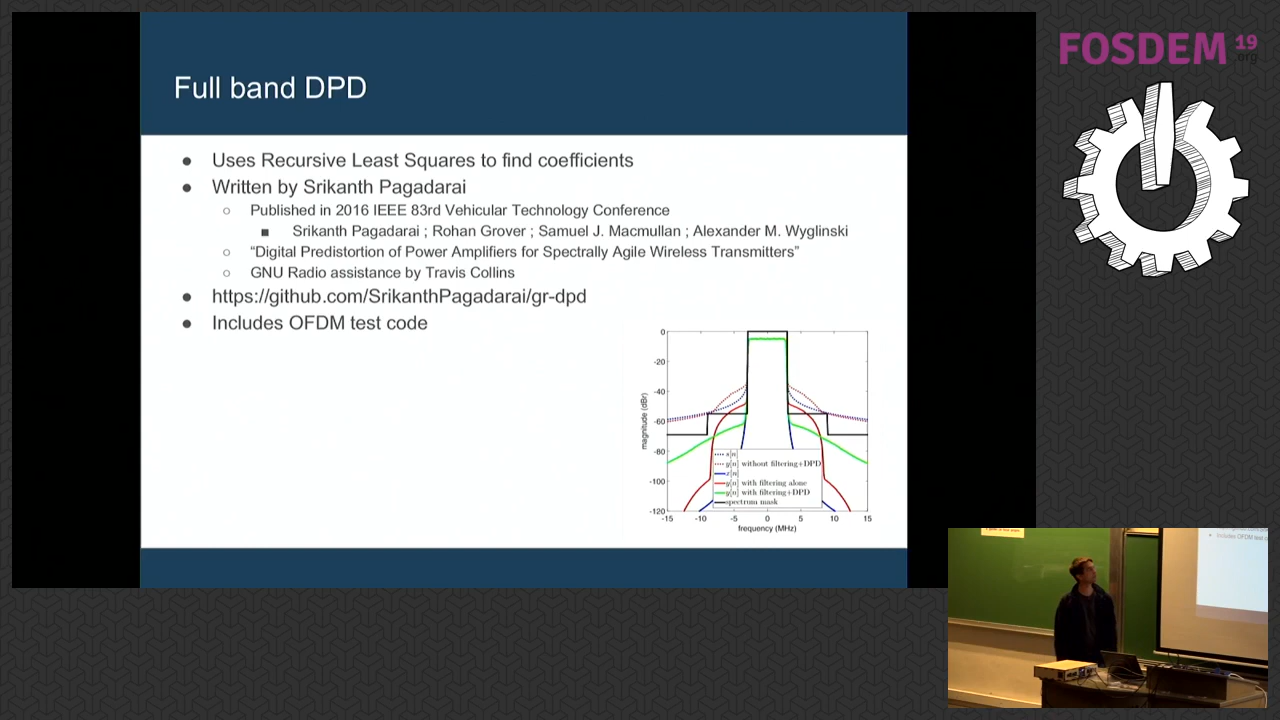 FOSDEM 19
.org
Full band DPD
● Uses Recursive Least Squares to find coefficients
● Written by Srikanth Pagadarai
○ Published in 2016 IEEE 83rd Vehicular Technology Conference
■ Srikanth Pagadarai ; Rohan Grover ; Samuel J. Macmullan ; Alexander M. Wyglinski
○ “Digital Predistortion of Power Amplifiers for Spectrally Agile Wireless Transmitters”
○ GNU Radio assistance by Travis Collins
● https://github.com/SrikanthPagadarai/gr-dpd
● Includes OFDM test code
0
-20
-40
-60
-80
-100
-120
magnitude (dBr)
s[n]
y[n] without filtering+DPD
x[n]
y[n] with filtering alone
y[n] with filtering+DPD
spectrum mask
-15 -10 -5 0 5 10 15
frequency (MHz)
● Includes OFDM test